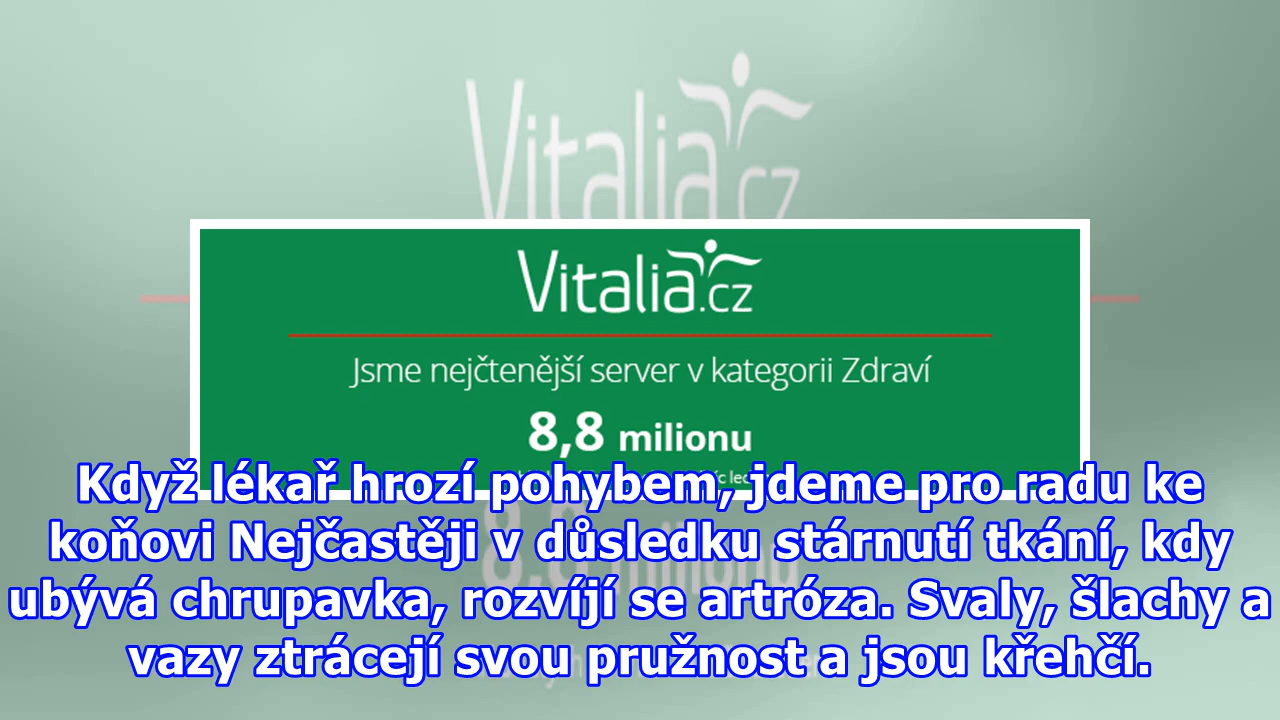 Vitalia.cz
Vitalia.cz
Jsme nejčtenější server v kategorii Zdraví
8,8 milionu
Když lékař hrozí pohybem, jdeme pro radu ke
koňovi Nejčastěji v důsledku stárnutí tkání, kdy
ubývá chrupavka, rozvíjí se artróza. Svaly, šlachy a
vazy ztrácejí svou pružnost a jsou křehčí.